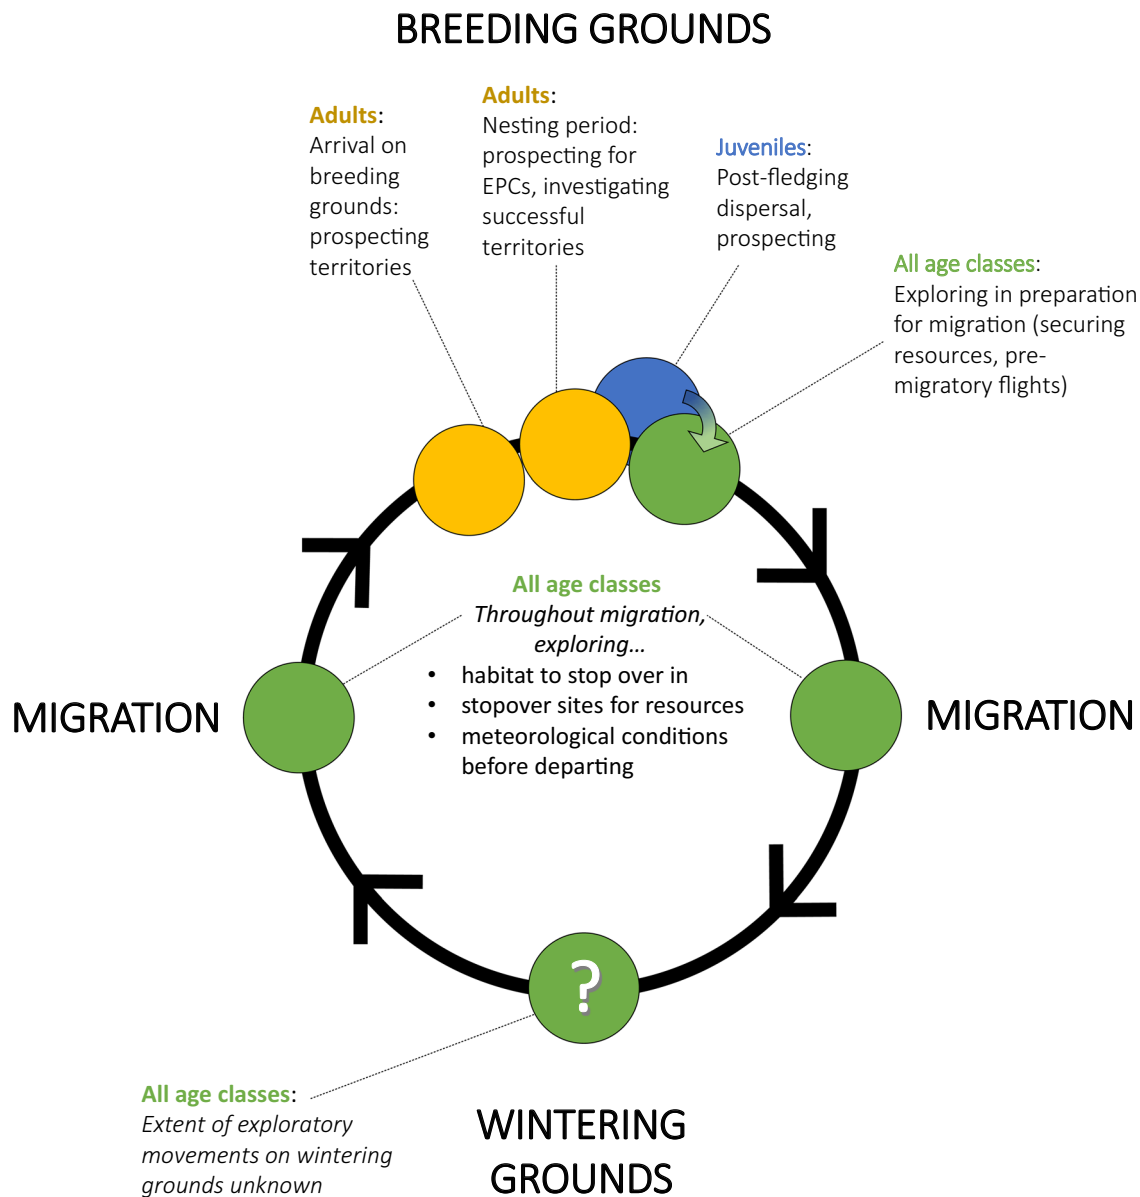 BREEDING GROUNDS
Adults:
Arrival on
breeding
grounds:
prospecting
territories
Adults:
Nesting period:
prospecting for
EPCs, investigating
successful
territories
Juveniles:
Post-fledging
dispersal,
prospecting
All age classes:
Exploring in preparation
for migration (securing
resources, pre-
migratory flights)
All age classes
Throughout migration,
exploring...
• habitat to stop over in
• stopover sites for resources
• meteorological conditions
before departing
MIGRATION
MIGRATION
?
All age classes:
Extent of exploratory
movements on wintering
grounds unknown
WINTERING
GROUNDS